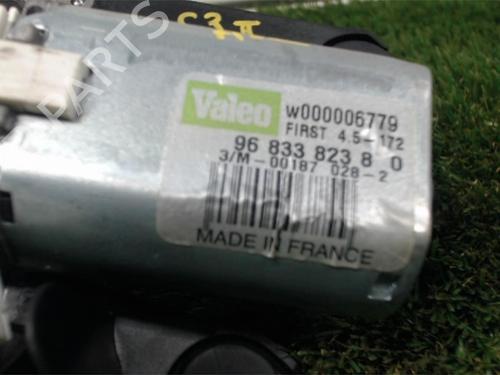 C3 II
Valeo
W000006779
FIRST 4.5-172
96 833 823 8 0
3/M-00187 028-2
MADE IN FRANCE
PARTS